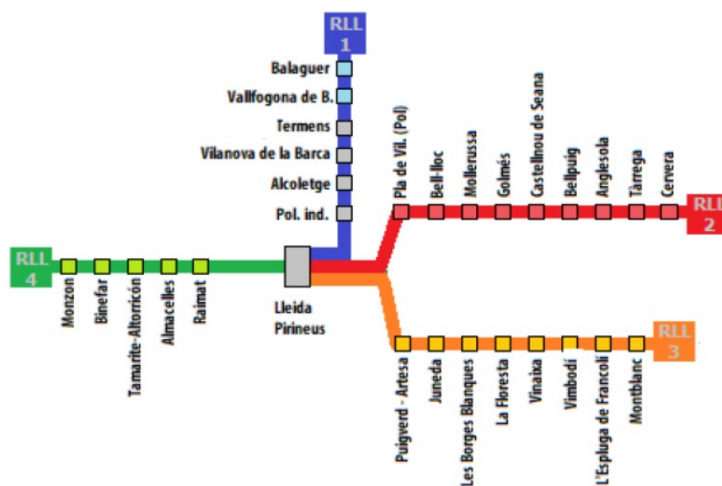 RLL
1
Balaguer
Vallfogona de B.
Termens
Vilanova de la Barca
Alcoletge
Pol. ind.
Pla de Vil. (Pol)
Bell-lloc
Mollerussa
Golmés
Castellnou de Seana
Bellpuig
Anglesola
Tàrrega
Cervera
RLL
2
RLL
4
Monzon
Binefar
Tamarite-Altorricón
Almacelles
Raimat
Lleida
Pirineus
Puigverd - Artesa
Juneda
Les Borges Blanques
La Floresta
Vinaixa
Vimbodí
L'Espluga de Francolí
Montblanc
RLL
3